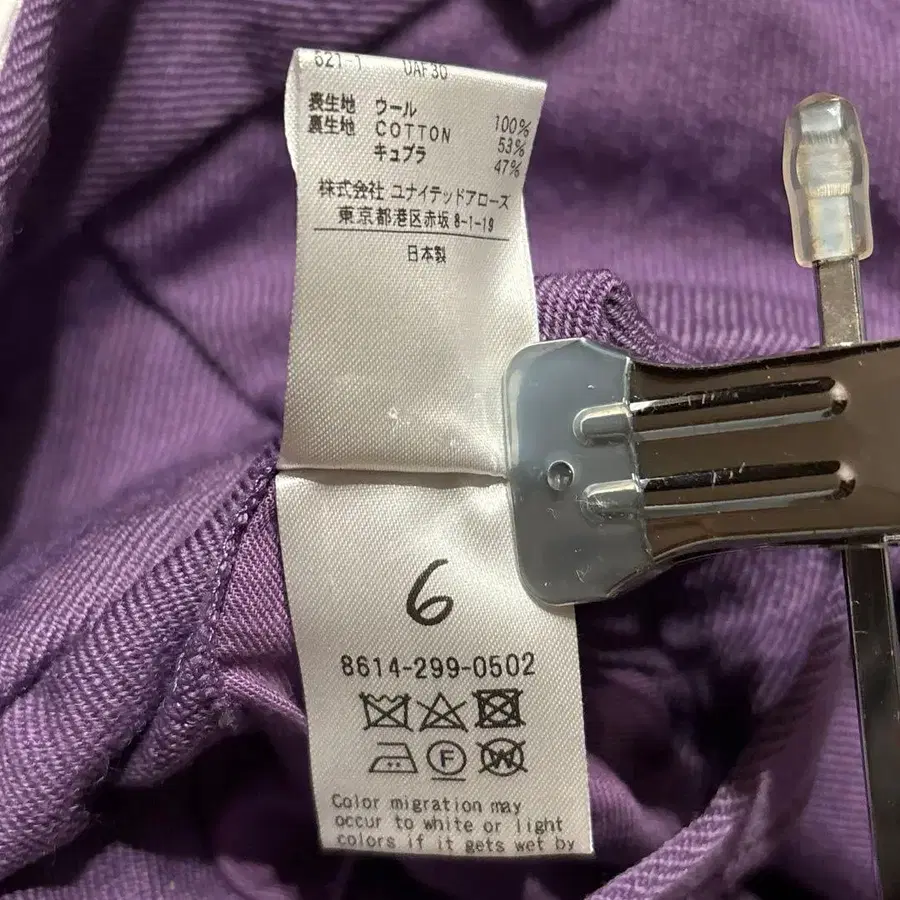 621-1 UAF30
表生地 ウール 100%
裏生地 COTTON 53%
キュプラ 47%
株式会社 ユナイテッドアローズ
東京都港区赤坂 8-1-19
日本製
6
8614-299-0502
F
W
Color migration may
occur to white or light
colors if it gets wet by